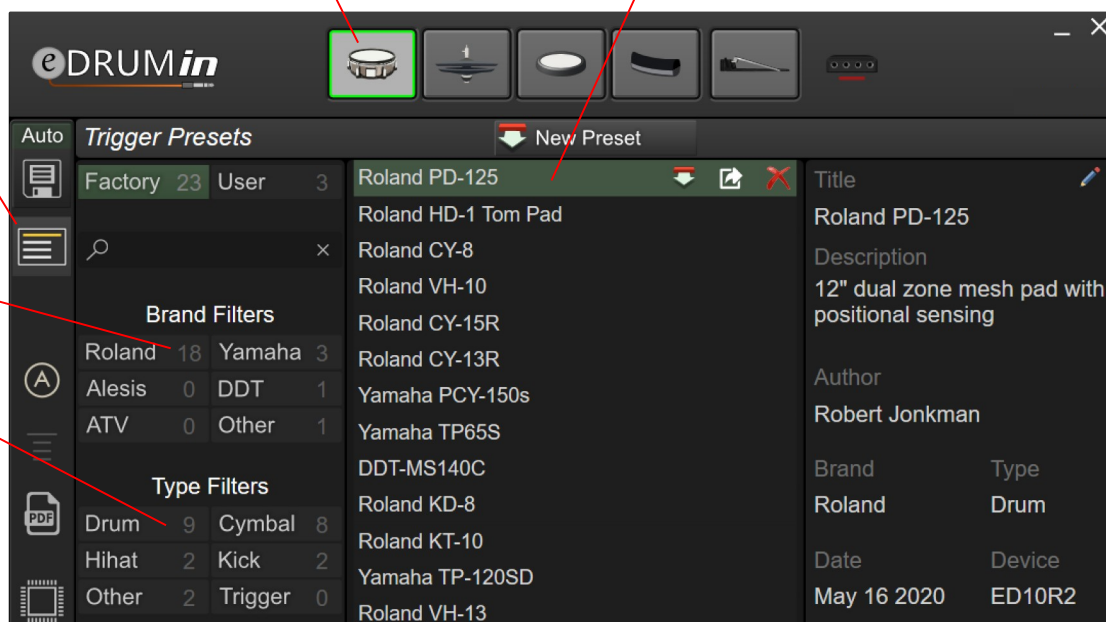 eDRUMin
Auto
Trigger Presets
New Preset
Factory 23 User 3
Brand Filters
Roland 18 Yamaha 3
Alesis 0 DDT 1
ATV 0 Other 1
Type Filters
Drum 9 Cymbal 8
Hihat 2 Kick 2
Other 2 Trigger 0
A
PDF
Roland PD-125
Roland HD-1 Tom Pad
Roland CY-8
Roland VH-10
Roland CY-15R
Roland CY-13R
Yamaha PCY-150s
Yamaha TP65S
DDT-MS140C
Roland KD-8
Roland KT-10
Yamaha TP-120SD
Roland VH-13
Title
Roland PD-125
Description
12" dual zone mesh pad with
positional sensing
Author
Robert Jonkman
Brand Type
Roland Drum
Date Device
May 16 2020 ED10R2